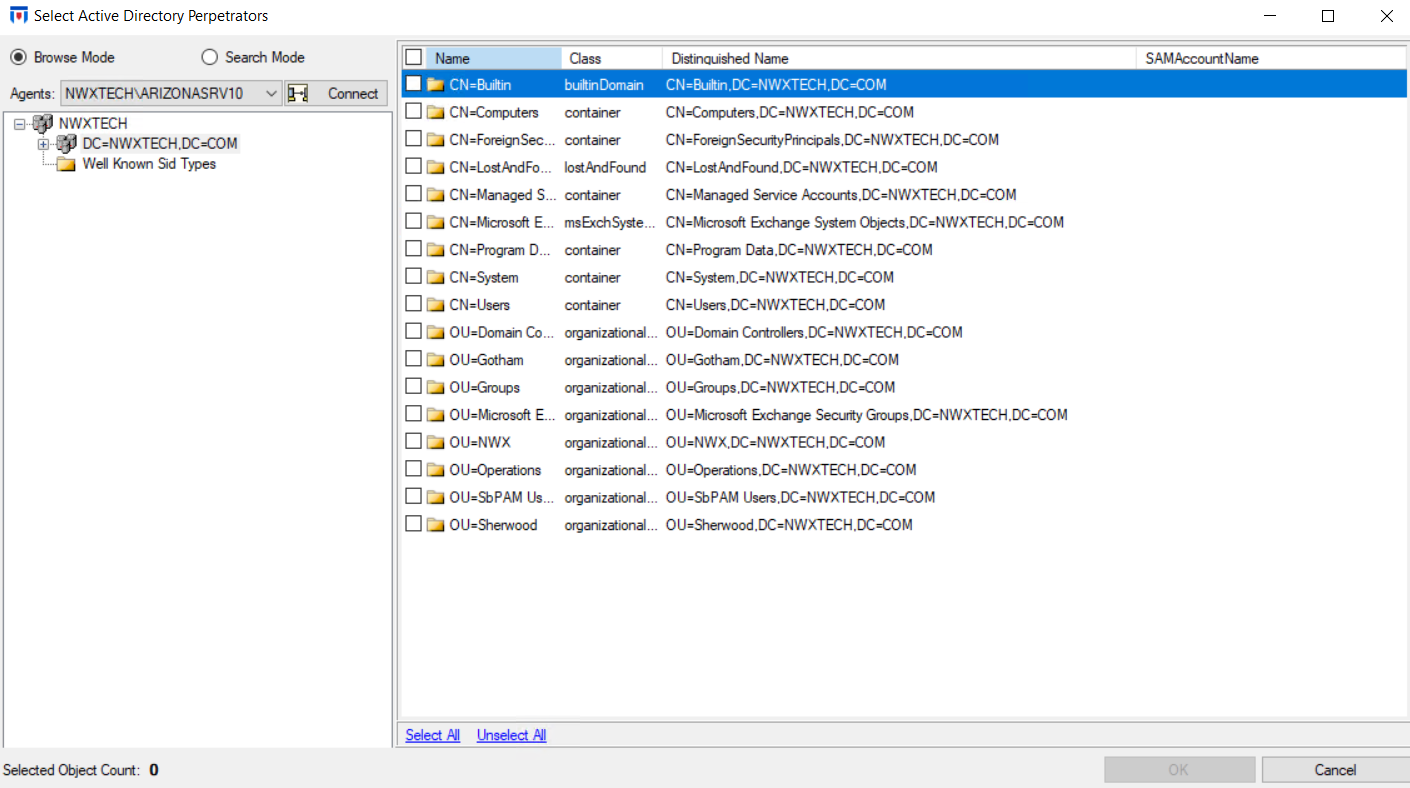 Select Active Directory Perpetrators
Browse Mode Search Mode
Agents: NWXTECH\ARIZONASRV10 Connect
NWXTECH
DC=NWXTECH,DC=COM
Well Known Sid Types
Name Class Distinguished Name SAMAccountName
CN=Builtin builtinDomain CN=Builtin,DC=NWXTECH,DC=COM
CN=Computers container CN=Computers,DC=NWXTECH,DC=COM
CN=ForeignSec... container CN=ForeignSecurityPrincipals,DC=NWXTECH,DC=COM
CN=LostAndFo... lostAndFound CN=LostAndFound,DC=NWXTECH,DC=COM
CN=Managed S... container CN=Managed Service Accounts,DC=NWXTECH,DC=COM
CN=Microsoft E... msExchSyste... CN=Microsoft Exchange System Objects,DC=NWXTECH,DC=COM
CN=Program D... container CN=Program Data,DC=NWXTECH,DC=COM
CN=System container CN=System,DC=NWXTECH,DC=COM
CN=Users container CN=Users,DC=NWXTECH,DC=COM
OU=Domain Co... organizational... OU=Domain Controllers,DC=NWXTECH,DC=COM
OU=Gotham organizational... OU=Gotham,DC=NWXTECH,DC=COM
OU=Groups organizational... OU=Groups,DC=NWXTECH,DC=COM
OU=Microsoft E... organizational... OU=Microsoft Exchange Security Groups,DC=NWXTECH,DC=COM
OU=NWX organizational... OU=NWX,DC=NWXTECH,DC=COM
OU=Operations organizational... OU=Operations,DC=NWXTECH,DC=COM
OU=SbPAM Us... organizational... OU=SbPAM Users,DC=NWXTECH,DC=COM
OU=Sherwood organizational... OU=Sherwood,DC=NWXTECH,DC=COM
Select All Unselect All
Selected Object Count: 0 OK Cancel